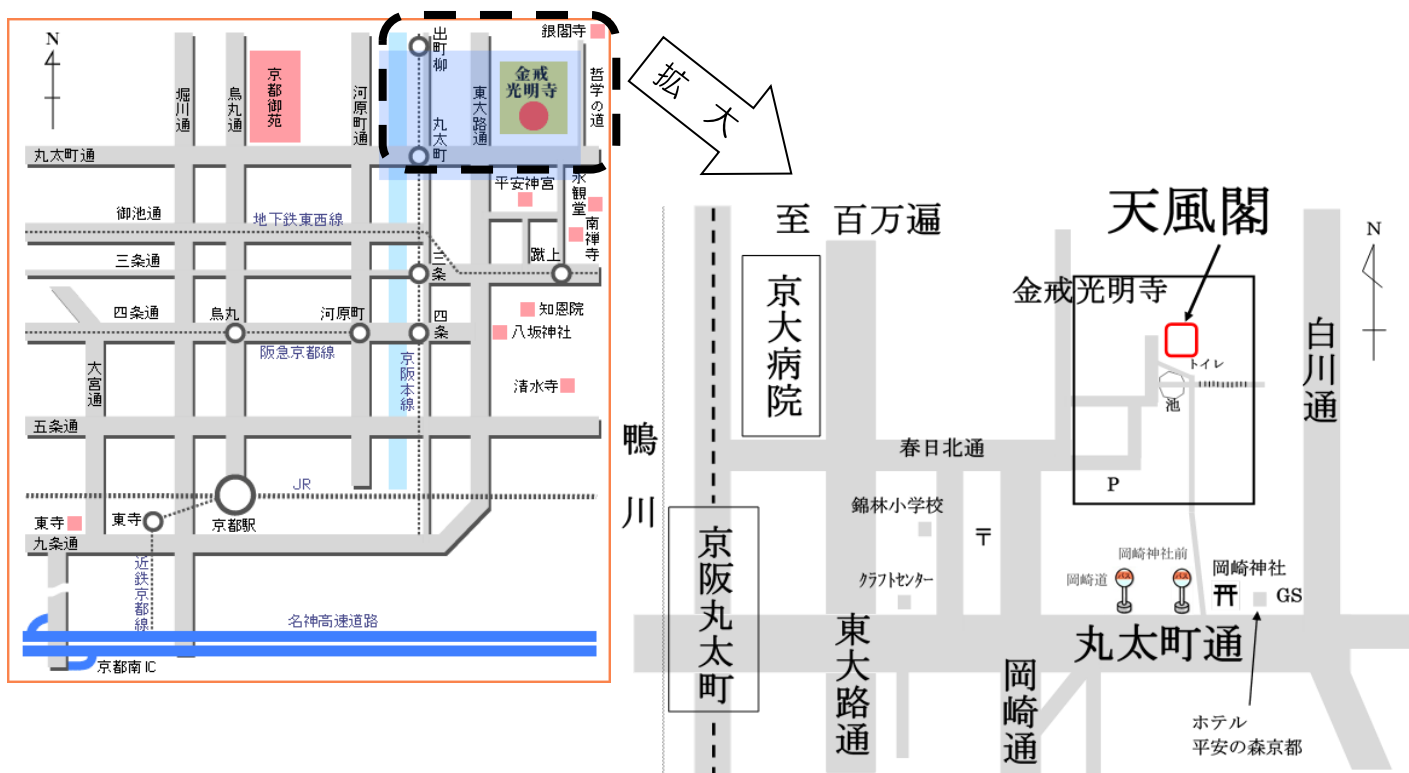 N
堀川通
烏丸通
京都御苑
河原町通
出町柳
丸太町
東大路通
金戒
光明寺
銀閣寺
哲学の道
丸太町通
平安神宮
永観堂
南禅寺
御池通
地下鉄東西線
三条通
三条
蹴上
四条通
烏丸
河原町
四条
知恩院
八坂神社
阪急京都線
大宮通
京阪本線
清水寺
五条通
JR
東寺
東寺
京都駅
九条通
近鉄京都線
名神高速道路
京都南IC
拡大
至 百万遍
天風閣
N
京大病院
金戒光明寺
トイレ
池
白川通
鴨川
春日北通
P
錦林小学校
〒
京阪丸太町
クラフトセンター
岡崎道
バス
岡崎神社前
バス
岡崎神社
GS
東大路通
丸太町通
岡崎通
ホテル
平安の森京都